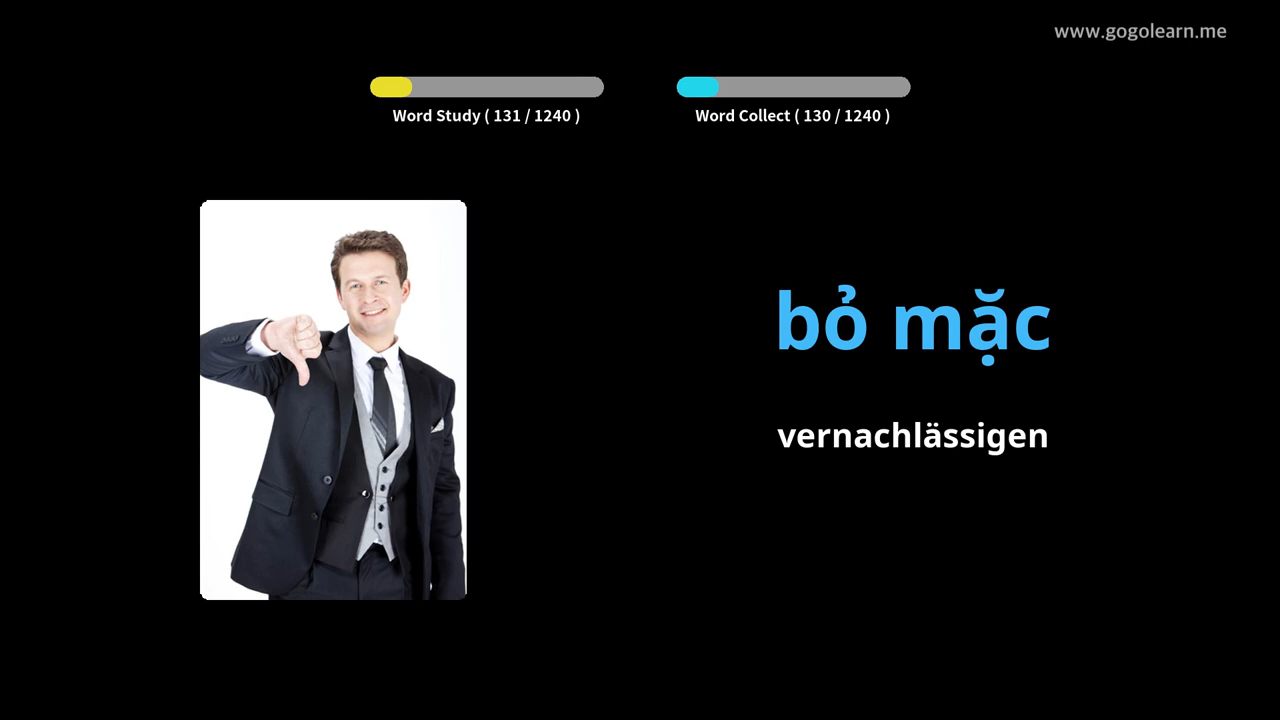 www.gogolearn.me
Word Study ( 131 / 1240 )
Word Collect ( 130 / 1240 )
bỏ mặc
vernachlässigen